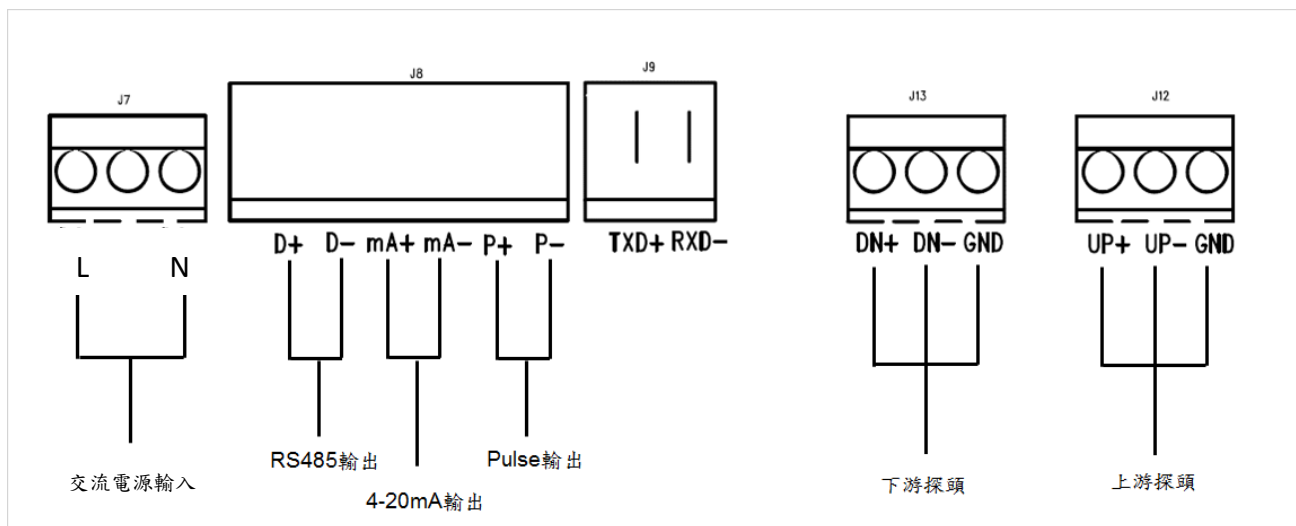 J7
J8
J9
J13
J12
D+ D- mA+ mA- P+ P-
TXD+ RXD-
DN+ DN- GND
UP+ UP- GND
L N
RS485輸出
Pulse輸出
交流電源輸入
4-20mA輸出
下游探頭
上游探頭